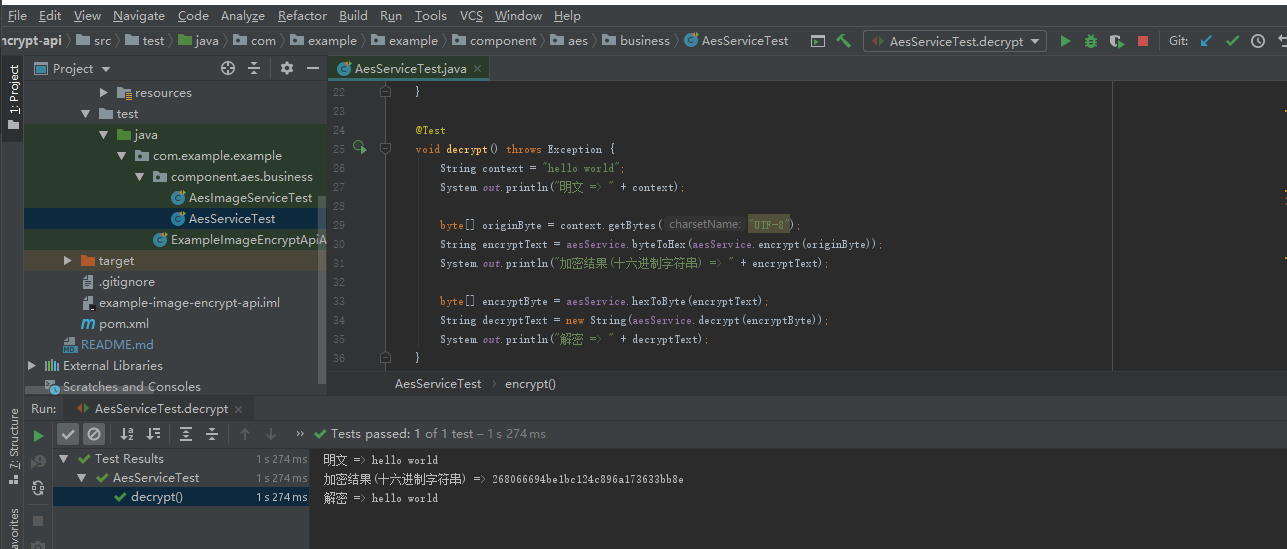 File Edit View Navigate Code Analyze Refactor Build Run Tools VCS Window Help
ncrypt-api src test java com example example component aes business AesServiceTest AesServiceTest.decrypt Git:
1: Project
Project
AesServiceTest.java
resources
test
java
com.example.example
component.aes.business
AesImageServiceTest
AesServiceTest
ExampleImageEncryptApiA
target
.gitignore
example-image-encrypt-api.iml
pom.xml
README.md
External Libraries
Scratches and Consoles
22 }
23
24 @Test
25 void decrypt() throws Exception {
26 String context = "hello world";
27 System.out.println("明文 => " + context);
28
29 byte[] originByte = context.getBytes( charsetName: "UTF-8");
30 String encryptText = aesService.byteToHex(aesService.encrypt(originByte));
31 System.out.println("加密结果(十六进制字符串) => " + encryptText);
32
33 byte[] encryptByte = aesService.hexToByte(encryptText);
34 String decryptText = new String(aesService.decrypt(encryptByte));
35 System.out.println("解密 => " + decryptText);
36 }
AesServiceTest encrypt()
Run: AesServiceTest.decrypt
Tests passed: 1 of 1 test – 1 s 274 ms
7: Structure
avorites
Test Results 1 s 274 ms
AesServiceTest 1 s 274 ms
decrypt() 1 s 274 ms
明文 => hello world
加密结果(十六进制字符串) => 268066694be1bc124c896a173633bb8e
解密 => hello world